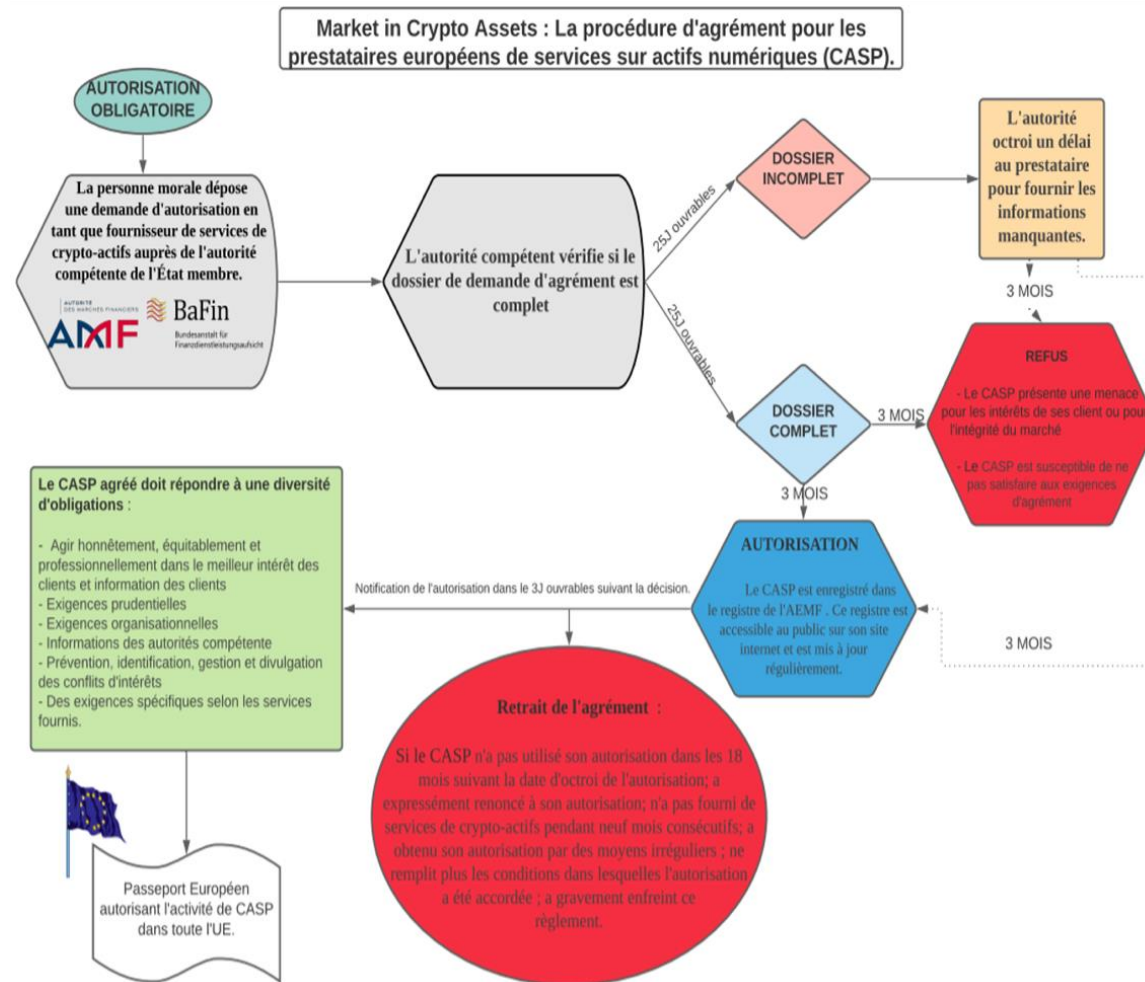 Market in Crypto Assets : La procédure d'agrément pour les
prestataires européens de services sur actifs numériques (CASP).
AUTORISATION
OBLIGATOIRE
La personne morale dépose
une demande d'autorisation en
tant que fournisseur de services de
crypto-actifs auprès de l'autorité
compétente de l'État membre.
AUTORITÉ
DES MARCHÉS FINANCIERS
AMF
BaFin
Bundesanstalt für
Finanzdienstleistungsaufsicht
L'autorité compétent vérifie si le
dossier de demande d'agrément est
complet
25J ouvrables
25J ouvrables
DOSSIER
INCOMPLET
L'autorité
octroi un délai
au prestataire
pour fournir les
informations
manquantes.
3 MOIS
DOSSIER
COMPLET
3 MOIS
REFUS
- Le CASP présente une menace
pour les intérêts de ses client ou pour
l'intégrité du marché
- Le CASP est susceptible de ne
pas satisfaire aux exigences
d'agrément
3 MOIS
AUTORISATION
Le CASP est enregistré dans
le registre de l'AEMF . Ce registre est
accessible au public sur son site
internet et est mis à jour
régulièrement.
3 MOIS
Notification de l'autorisation dans le 3J ouvrables suivant la décision.
Le CASP agréé doit répondre à une diversité
d'obligations :
- Agir honnêtement, équitablement et
professionnellement dans le meilleur intérêt des
clients et information des clients
- Exigences prudentielles
- Exigences organisationnelles
- Informations des autorités compétente
- Prévention, identification, gestion et divulgation
des conflits d'intérêts
- Des exigences spécifiques selon les services
fournis.
Retrait de l'agrément :
Si le CASP n'a pas utilisé son autorisation dans les 18
mois suivant la date d'octroi de l'autorisation; a
expressément renoncé à son autorisation; n'a pas fourni de
services de crypto-actifs pendant neuf mois consécutifs; a
obtenu son autorisation par des moyens irréguliers ; ne
remplit plus les conditions dans lesquelles l'autorisation
a été accordée ; a gravement enfreint ce
règlement.
Passeport Européen
autorisant l'activité de CASP
dans toute l'UE.